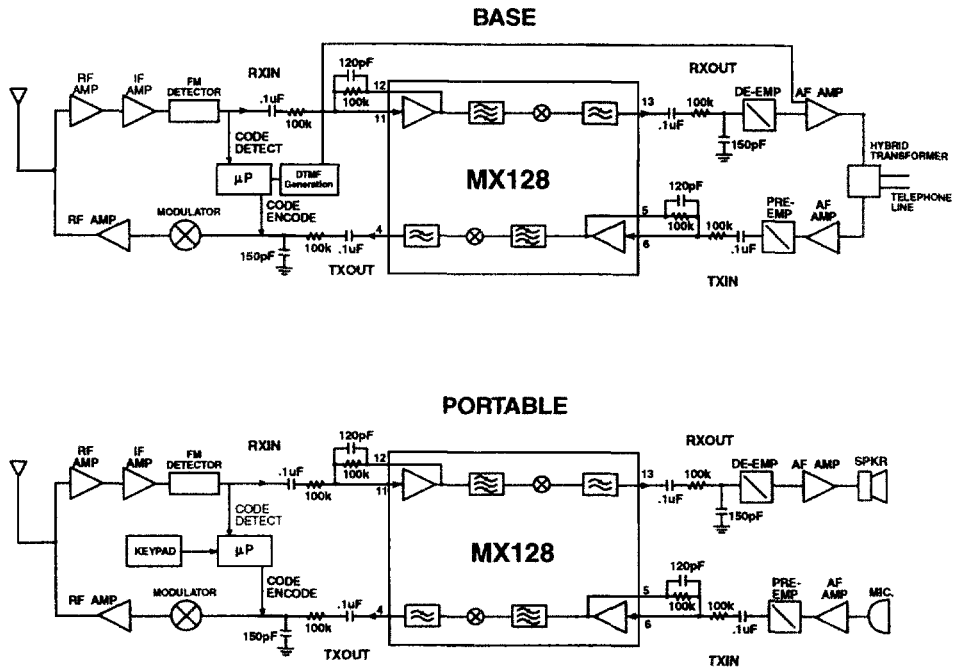 BASE
RF
AMP
IF
AMP
FM
DETECTOR
RXIN
.1uF
100k
120pF
12
100k
11
13
RXOUT
.1uF
100k
150pF
DE-EMP
AF AMP
HYBRID
TRANSFORMER
TELEPHONE
LINE
CODE
DETECT
µP
DTMF
Generation
CODE
ENCODE
MX128
RF AMP
MODULATOR
150pF
100k
.1uF
TXOUT
4
5
6
120pF
100k
100k
.1uF
PRE-
EMP
AF
AMP
TXIN
PORTABLE
RF
AMP
IF
AMP
FM
DETECTOR
RXIN
.1uF
100k
120pF
12
100k
11
13
RXOUT
.1uF
100k
150pF
DE-EMP
AF AMP
SPKR
CODE
DETECT
KEYPAD
µP
CODE
ENCODE
MX128
RF AMP
MODULATOR
150pF
100k
.1uF
TXOUT
4
5
6
120pF
100k
100k
.1uF
PRE-
EMP
AF
AMP
MIC.
TXIN